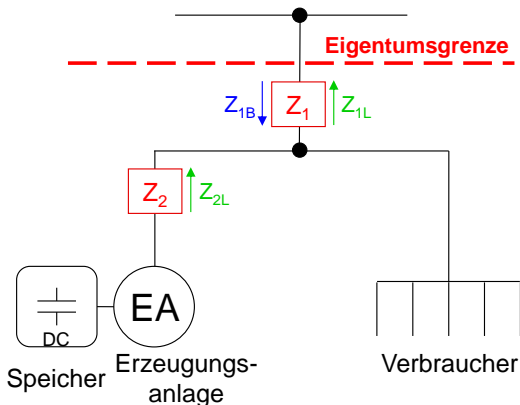 Eigentumsgrenze
Z1B
Z1
Z1L
Z2
Z2L
EA
DC
Speicher
Erzeugungs-
anlage
Verbraucher